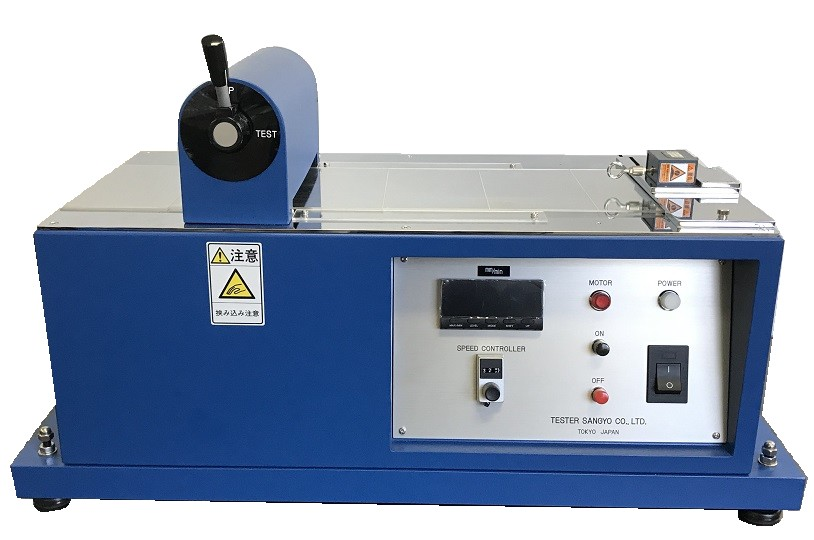 TEST
注意
挟み込み注意
mm/min
MOTOR
POWER
ON
SPEED CONTROLLER
OFF
TESTER SANGYO CO., LTD.
TOKYO JAPAN